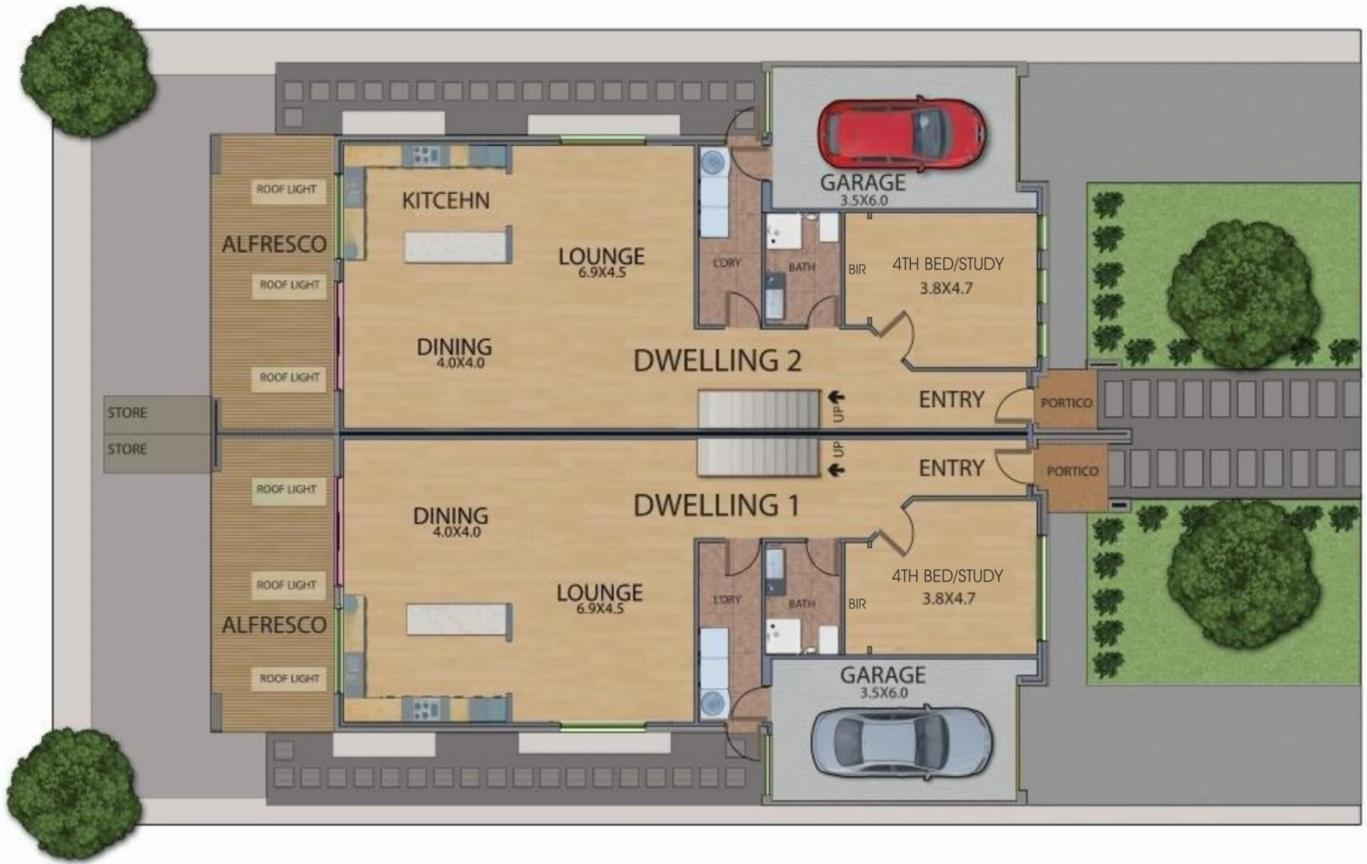 GARAGE
3.5X6.0
ROOF LIGHT
KITCEHN
ALFRESCO
LOUNGE
6.9X4.5
L'DRY
BATH
BIR
4TH BED/STUDY
3.8X4.7
ROOF LIGHT
DINING
4.0X4.0
DWELLING 2
ROOF LIGHT
UP
ENTRY
PORTICO
STORE
STORE
UP
ENTRY
PORTICO
ROOF LIGHT
DINING
4.0X4.0
DWELLING 1
ROOF LIGHT
LOUNGE
6.9X4.5
L'DRY
BATH
BIR
4TH BED/STUDY
3.8X4.7
ALFRESCO
ROOF LIGHT
GARAGE
3.5X6.0